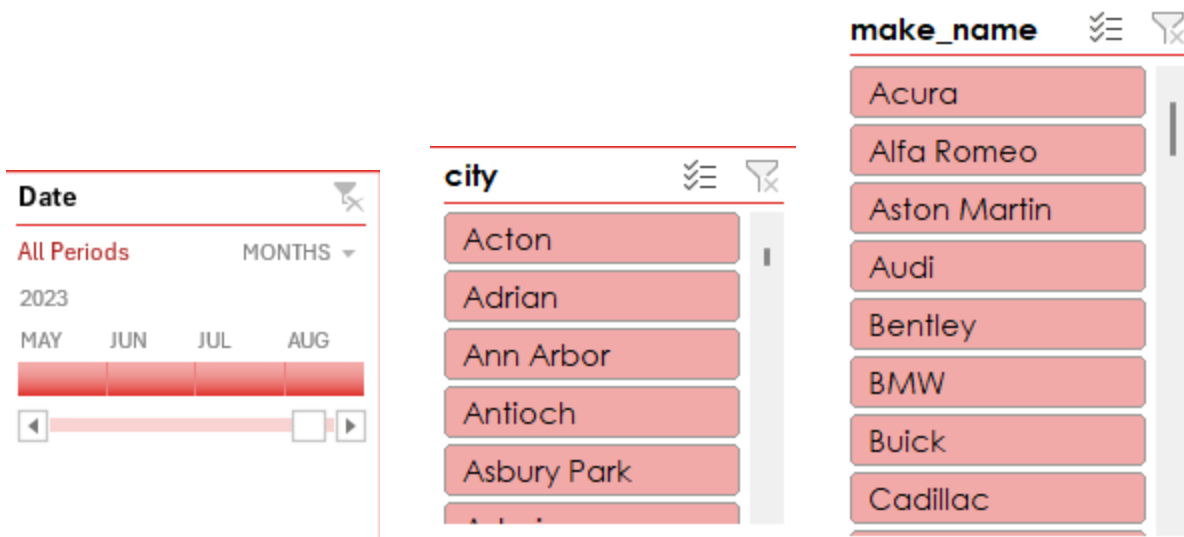 Date
All Periods MONTHS
2023
MAY JUN JUL AUG
city
Acton
Adrian
Ann Arbor
Antioch
Asbury Park
make_name
Acura
Alfa Romeo
Aston Martin
Audi
Bentley
BMW
Buick
Cadillac